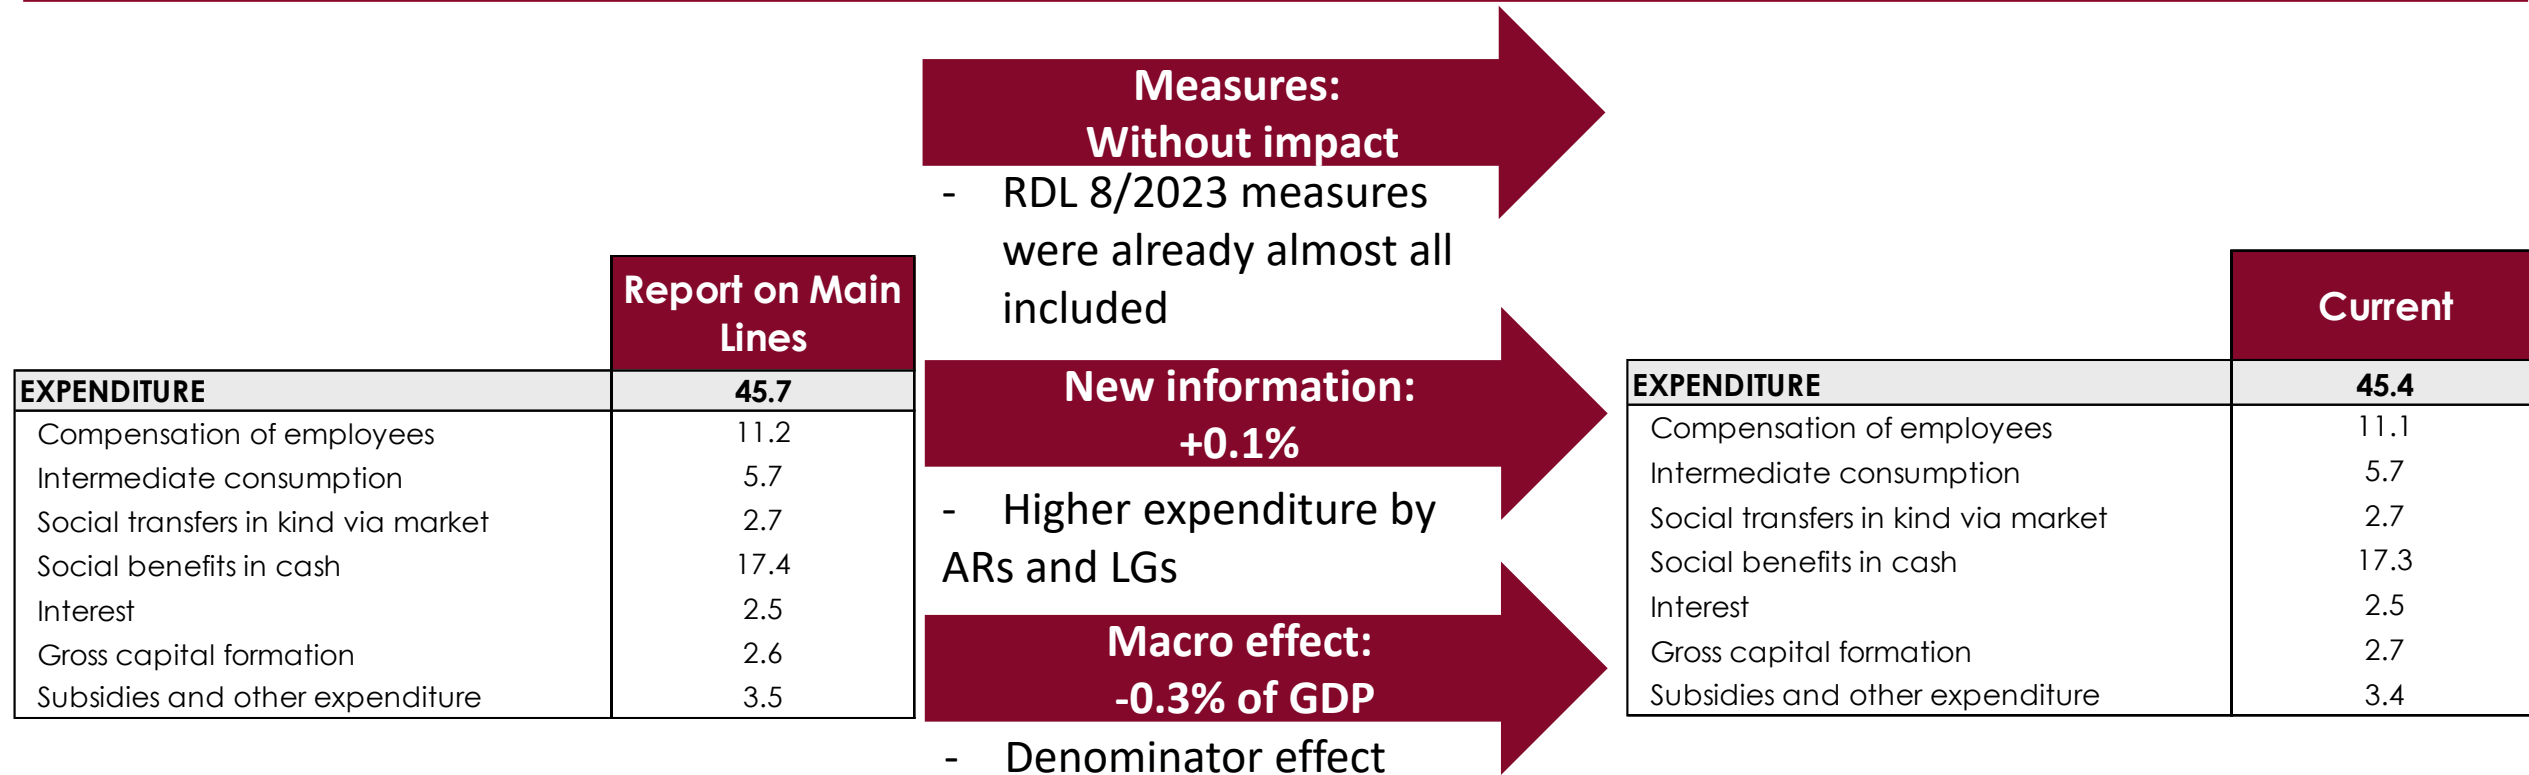 Report on Main
Lines
EXPENDITURE 45.7
Compensation of employees 11.2
Intermediate consumption 5.7
Social transfers in kind via market 2.7
Social benefits in cash 17.4
Interest 2.5
Gross capital formation 2.6
Subsidies and other expenditure 3.5
Measures:
Without impact
- RDL 8/2023 measures
were already almost all
included
New information:
+0.1%
- Higher expenditure by
ARs and LGs
Macro effect:
-0.3% of GDP
- Denominator effect
Current
EXPENDITURE 45.4
Compensation of employees 11.1
Intermediate consumption 5.7
Social transfers in kind via market 2.7
Social benefits in cash 17.3
Interest 2.5
Gross capital formation 2.7
Subsidies and other expenditure 3.4